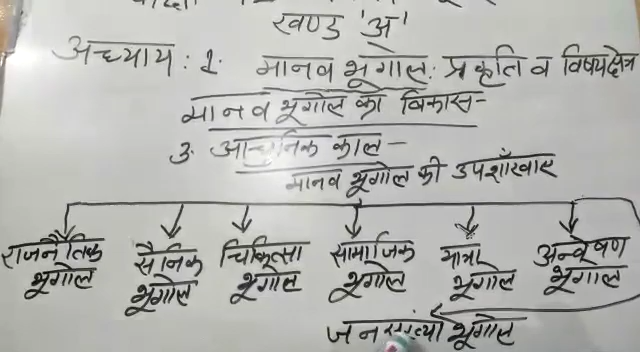 खण्ड 'अ'
अध्याय : 1. मानव भूगोल: प्रकृति व विषयक्षेत्र
मानव भूगोल का विकास-
3. आधुनिक काल-
मानव भूगोल की उपशाखाए
राजनैतिक भूगोल
सैनिक भूगोल
चिकित्सा भूगोल
सामाजिक भूगोल
यात्रा भूगोल
अन्वेषण भूगोल
जनसंख्या भूगोल